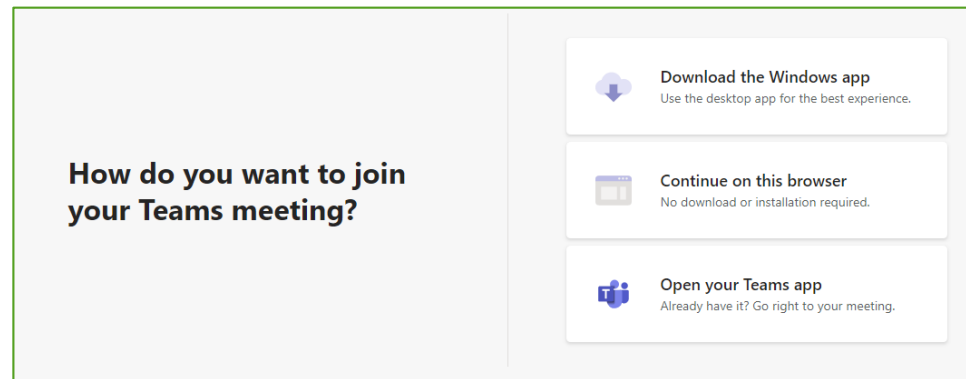 How do you want to join
your Teams meeting?
Download the Windows app
Use the desktop app for the best experience.
Continue on this browser
No download or installation required.
Open your Teams app
Already have it? Go right to your meeting.